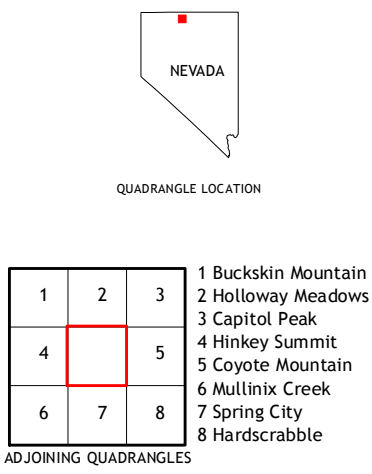 NEVADA
QUADRANGLE LOCATION
1 2 3
4 5
6 7 8
1 Buckskin Mountain
2 Holloway Meadows
3 Capitol Peak
4 Hinkey Summit
5 Coyote Mountain
6 Mullinix Creek
7 Spring City
8 Hardscrabble
ADJOINING QUADRANGLES